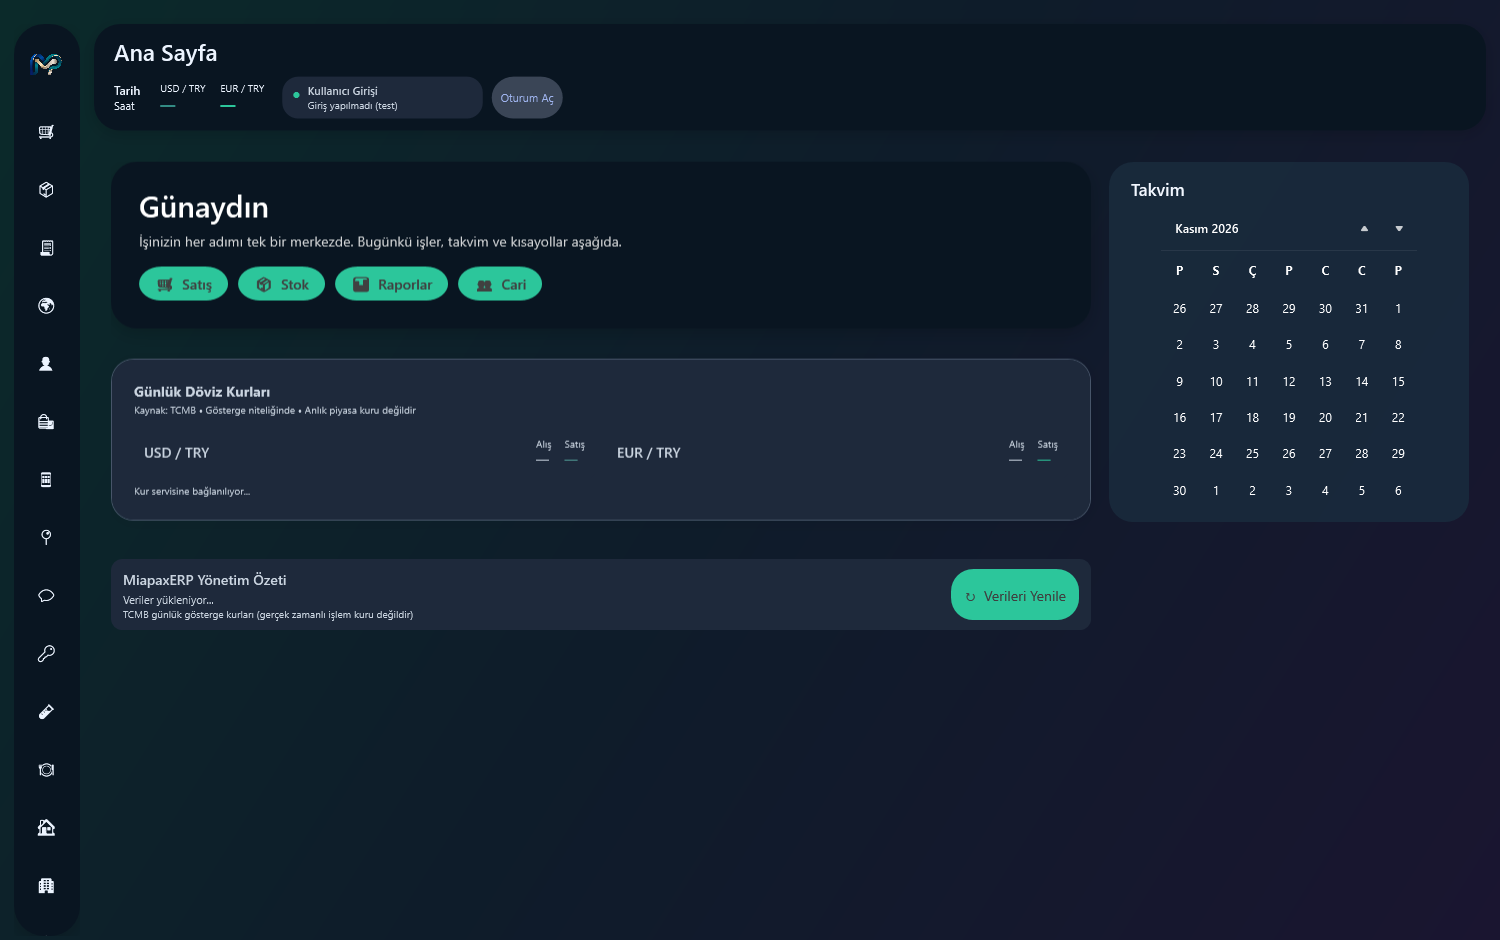 Ana Sayfa
Tarih
Saat
USD / TRY
—
EUR / TRY
—
Kullanıcı Girişi
Giriş yapılmadı (test)
Oturum Aç
Günaydın
İşinizin her adımı tek bir merkezde. Bugünkü işler, takvim ve kısayollar aşağıda.
Satış
Stok
Raporlar
Cari
Günlük Döviz Kurları
Kaynak: TCMB • Gösterge niteliğinde • Anlık piyasa kuru değildir
USD / TRY
Alış Satış
— —
EUR / TRY
Alış Satış
— —
Kur servisine bağlanılıyor...
MiapaxERP Yönetim Özeti
Veriler yükleniyor...
TCMB günlük gösterge kurları (gerçek zamanlı işlem kuru değildir)
↻ Verileri Yenile
Takvim
Kasım 2026
P S Ç P C C P
26 27 28 29 30 31 1
2 3 4 5 6 7 8
9 10 11 12 13 14 15
16 17 18 19 20 21 22
23 24 25 26 27 28 29
30 1 2 3 4 5 6